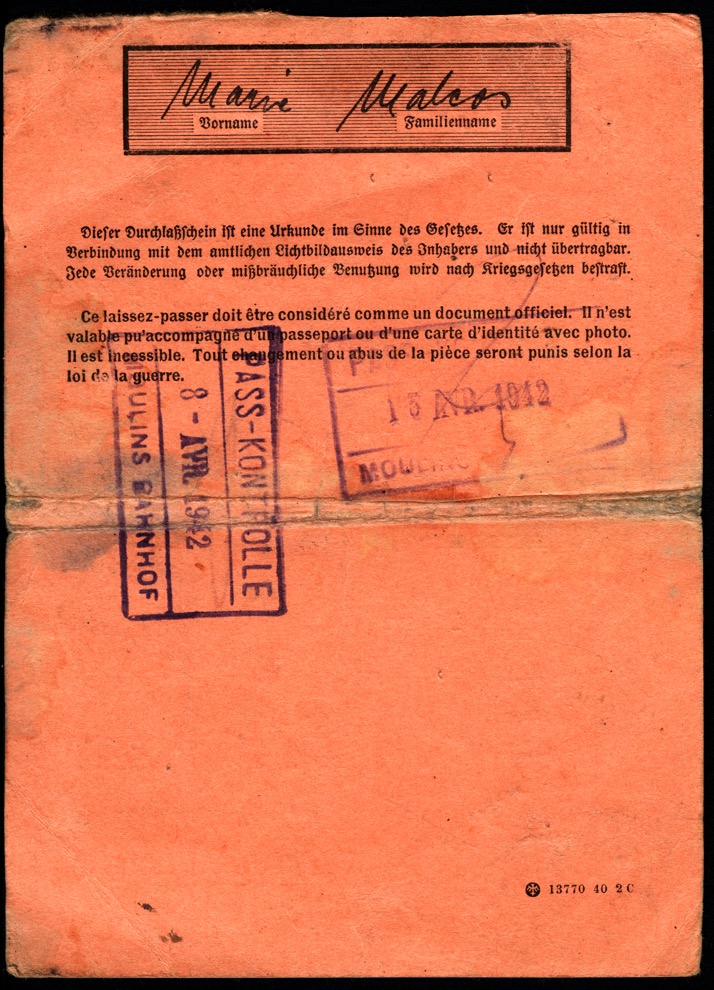 Marie Malcos
Vorname Familienname
Dieser Durchlaßschein ist eine Urkunde im Sinne des Gesetzes. Er ist nur gültig in
Verbindung mit dem amtlichen Lichtbildausweis des Inhabers und nicht übertragbar.
Jede Veränderung oder mißbräuchliche Benutzung wird nach Kriegsgesetzen bestraft.
Ce laissez-passer doit être considéré comme un document officiel. Il n'est
valable pu'accompagné d'un passeport ou d'une carte d'identité avec photo.
Il est incessible. Tout changement ou abus de la pièce seront punis selon la
loi de la guerre.
PASS-KONTROLLE
8 - AVR 1942
MOULINS BAHNHOF
1942
13770 40 2 C